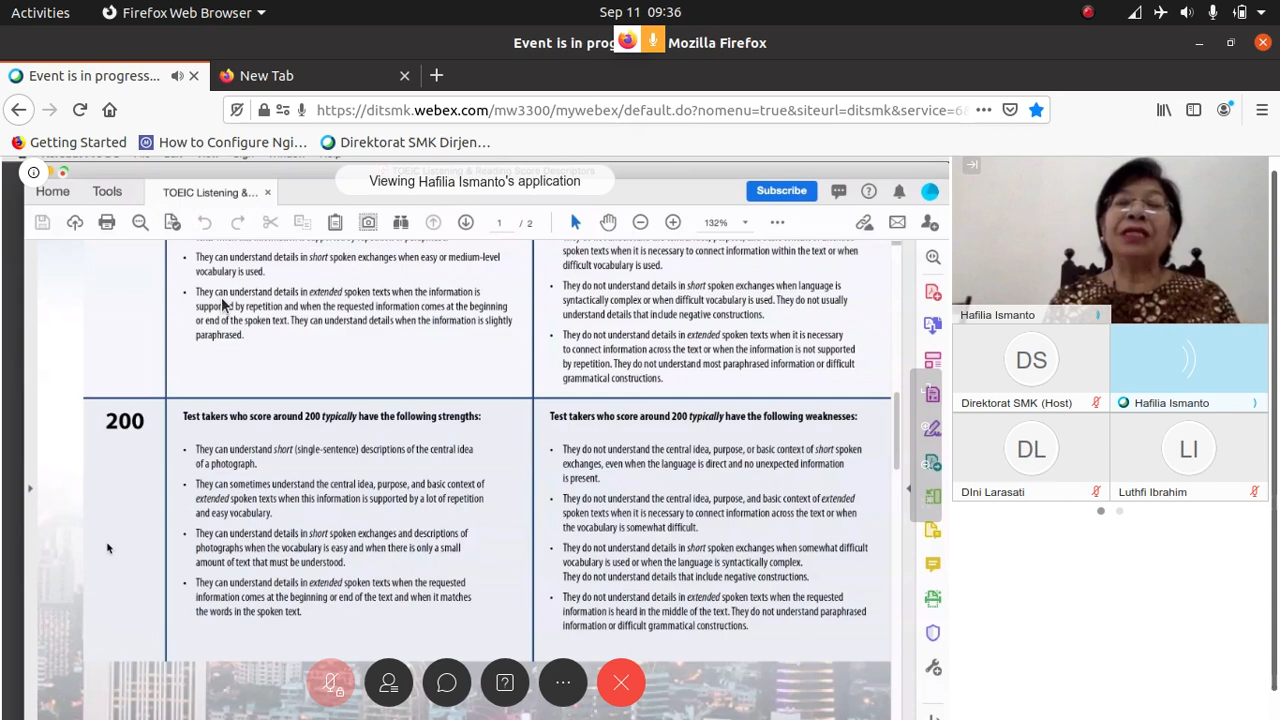 Activities
Firefox Web Browser
Sep 11 09:36
Event is in prog
Mozilla Firefox
Event is in progress...
New Tab
https://ditsmk.webex.com/mw3300/mywebex/default.do?nomenu=true&siteurl=ditsmk&service=6
Getting Started
How to Configure Ngi...
Direktorat SMK Dirjen...
TOEIC Listening & Reading Score Descriptors
Viewing Hafilia Ismanto's application
Home
Tools
TOEIC Listening &...
Subscribe
1 / 2
132%
• They can understand details in short spoken exchanges when easy or medium-level
vocabulary is used.
• They can understand details in extended spoken texts when the information is
supported by repetition and when the requested information comes at the beginning
or end of the spoken text. They can understand details when the information is slightly
paraphrased.
spoken texts when it is necessary to connect information within the text or when
difficult vocabulary is used.
• They do not understand details in short spoken exchanges when language is
syntactically complex or when difficult vocabulary is used. They do not usually
understand details that include negative constructions.
• They do not understand details in extended spoken texts when it is necessary
to connect information across the text or when the information is not supported
by repetition. They do not understand most paraphrased information or difficult
grammatical constructions.
200
Test takers who score around 200 typically have the following strengths:
• They can understand short (single-sentence) descriptions of the central idea
of a photograph.
• They can sometimes understand the central idea, purpose, and basic context of
extended spoken texts when this information is supported by a lot of repetition
and easy vocabulary.
• They can understand details in short spoken exchanges and descriptions of
photographs when the vocabulary is easy and when there is only a small
amount of text that must be understood.
• They can understand details in extended spoken texts when the requested
information comes at the beginning or end of the text and when it matches
the words in the spoken text.
Test takers who score around 200 typically have the following weaknesses:
• They do not understand the central idea, purpose, or basic context of short spoken
exchanges, even when the language is direct and no unexpected information
is present.
• They do not understand the central idea, purpose, and basic context of extended
spoken texts when it is necessary to connect information across the text or when
the vocabulary is somewhat difficult.
• They do not understand details in short spoken exchanges when somewhat difficult
vocabulary is used or when the language is syntactically complex.
They do not understand details that include negative constructions.
• They do not understand details in extended spoken texts when the requested
information is heard in the middle of the text. They do not understand paraphrased
information or difficult grammatical constructions.
Hafilia Ismanto
DS
Direktorat SMK (Host)
Hafilia Ismanto
DL
DIni Larasati
LI
Luthfi Ibrahim